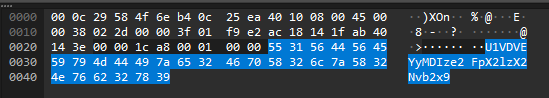 0000 00 0c 29 58 4f 6e b4 0c 25 ea 40 10 08 00 45 00 ··)XOn·· %·@···E·
0010 00 38 02 2d 00 00 3f 01 f9 e2 ac 18 14 1f ab 40 ·8·-··?· ·······@
0020 14 3e 00 00 1c a8 00 01 00 00 55 31 56 44 56 45 ·>······ ··U1VDVE
0030 59 79 4d 44 49 7a 65 32 46 70 58 32 6c 7a 58 32 YyMDIze2 FpX2lzX2
0040 4e 76 62 32 78 39 Nvb2x9